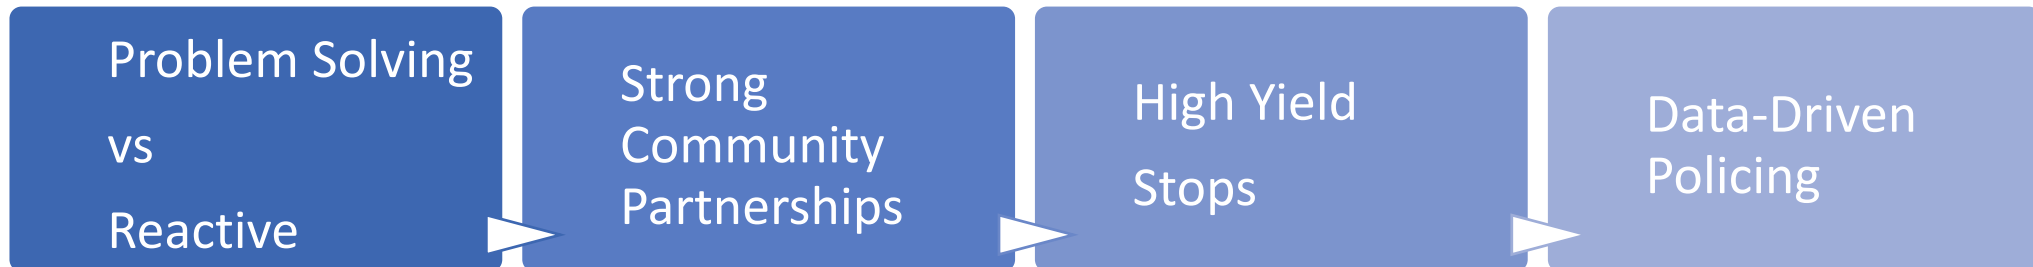 Problem Solving
vs
Reactive
Strong
Community
Partnerships
High Yield
Stops
Data-Driven
Policing